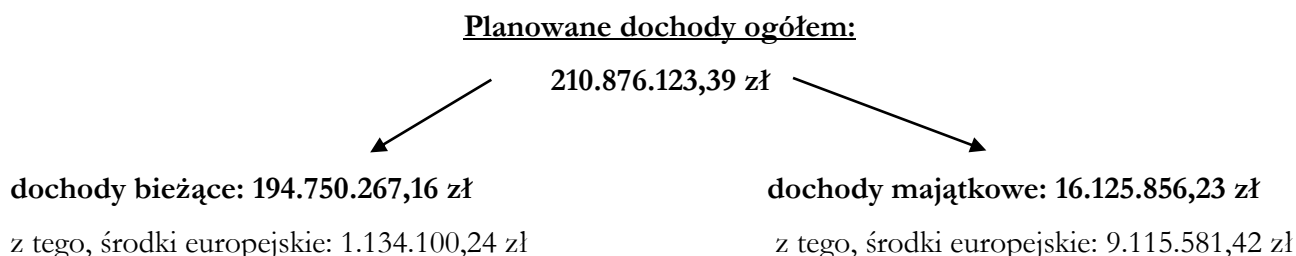 Planowane dochody ogółem:
210.876.123,39 zł
dochody bieżące: 194.750.267,16 zł
dochody majątkowe: 16.125.856,23 zł
z tego, środki europejskie: 1.134.100,24 zł
z tego, środki europejskie: 9.115.581,42 zł